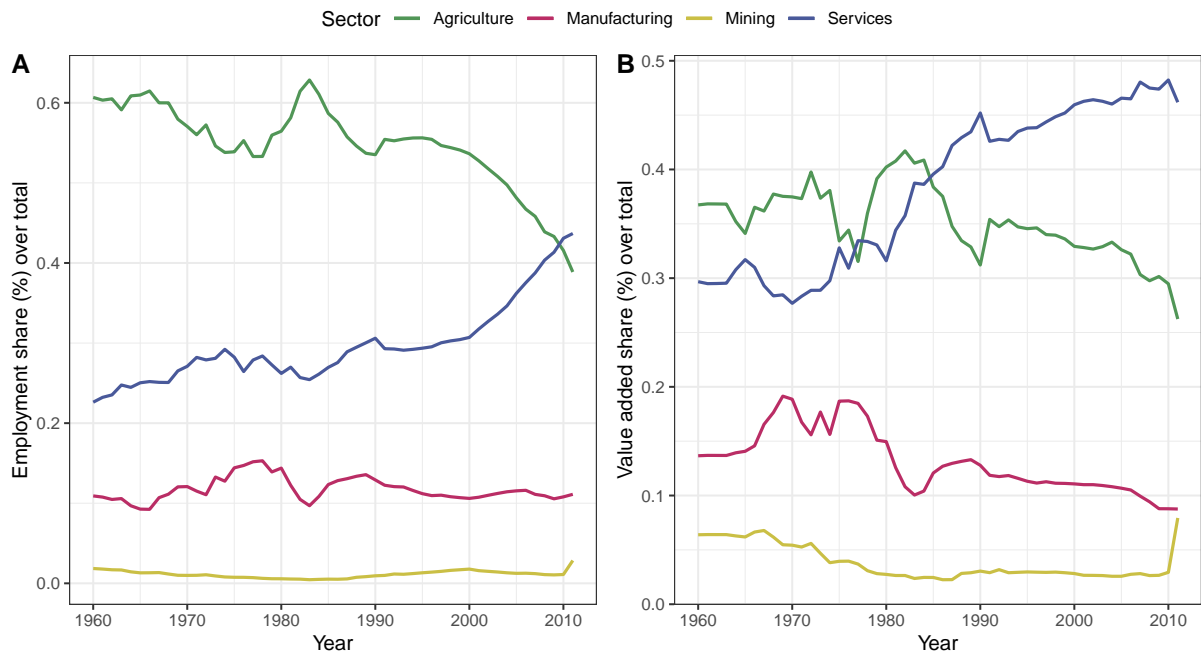 Sector Agriculture Manufacturing Mining Services
A
Employment share (%) over total
0.6
0.4
0.2
0.0
1960 1970 1980 1990 2000 2010
Year
B
Value added share (%) over total
0.5
0.4
0.3
0.2
0.1
0.0
1960 1970 1980 1990 2000 2010
Year